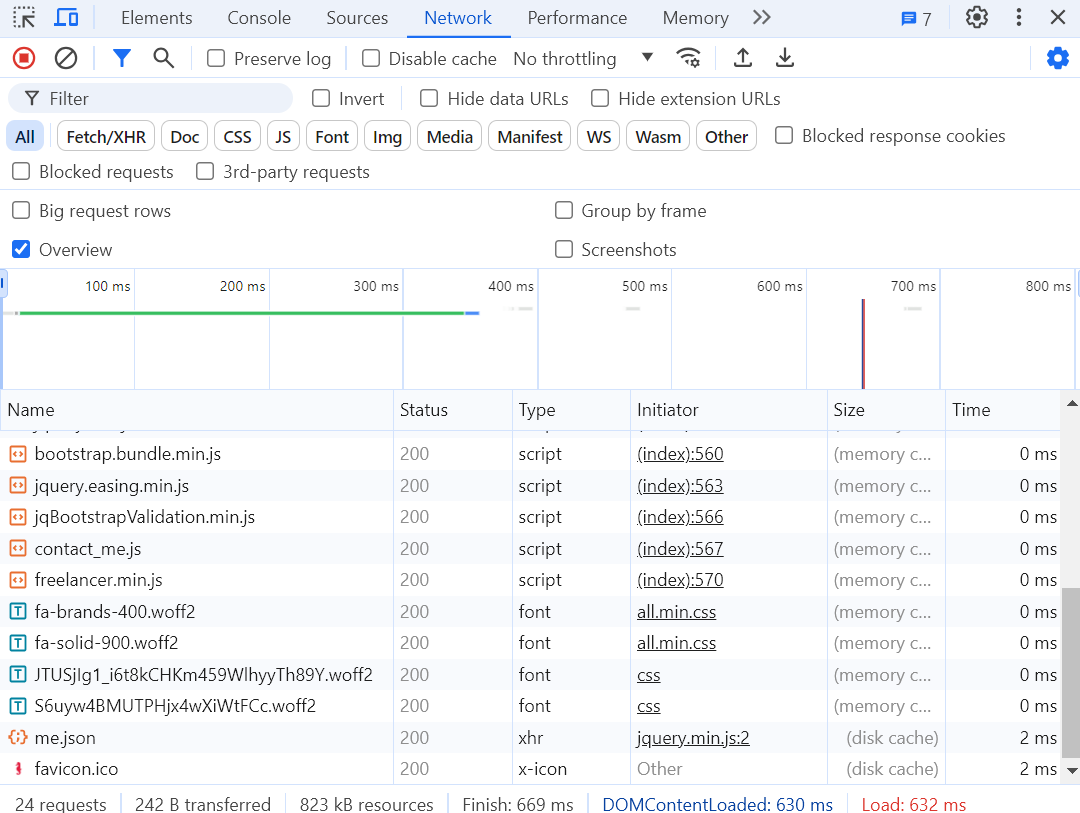 Elements Console Sources Network Performance Memory 7
Preserve log Disable cache No throttling
Filter Invert Hide data URLs Hide extension URLs
All Fetch/XHR Doc CSS JS Font Img Media Manifest WS Wasm Other Blocked response cookies
Blocked requests 3rd-party requests
Big request rows Group by frame
Overview Screenshots
100 ms 200 ms 300 ms 400 ms 500 ms 600 ms 700 ms 800 ms
Name Status Type Initiator Size Time
bootstrap.bundle.min.js 200 script (index):560 (memory c... 0 ms
jquery.easing.min.js 200 script (index):563 (memory c... 0 ms
jqBootstrapValidation.min.js 200 script (index):566 (memory c... 0 ms
contact_me.js 200 script (index):567 (memory c... 0 ms
freelancer.min.js 200 script (index):570 (memory c... 0 ms
fa-brands-400.woff2 200 font all.min.css (memory c... 0 ms
fa-solid-900.woff2 200 font all.min.css (memory c... 0 ms
JTUSjIg1_i6t8kCHKm459WlhyyTh89Y.woff2 200 font css (memory c... 0 ms
S6uyw4BMUTPHjx4wXiWtFCc.woff2 200 font css (memory c... 0 ms
me.json 200 xhr jquery.min.js:2 (disk cache) 2 ms
favicon.ico 200 x-icon Other (disk cache) 2 ms
24 requests 242 B transferred 823 kB resources Finish: 669 ms DOMContentLoaded: 630 ms Load: 632 ms